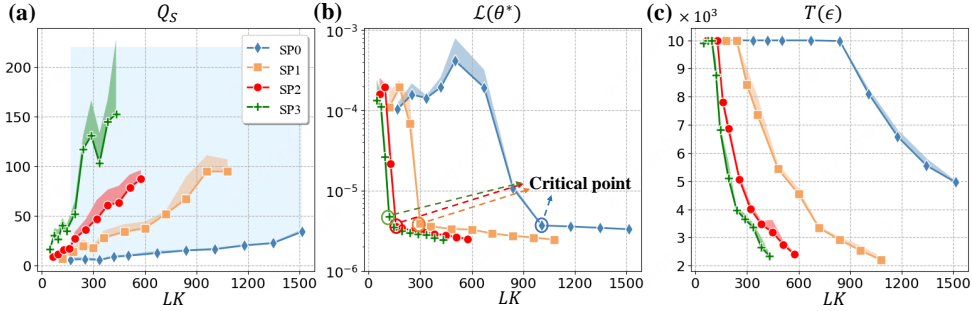 (a)
Q_S
200
150
100
50
0
0 300 600 900 1200 1500
LK
SP0
SP1
SP2
SP3
(b)
ℒ(θ*)
10⁻³
10⁻⁴
10⁻⁵
10⁻⁶
0 300 600 900 1200 1500
LK
Critical point
(c)
T(ϵ)
× 10³
10
9
8
7
6
5
4
3
2
0 300 600 900 1200 1500
LK